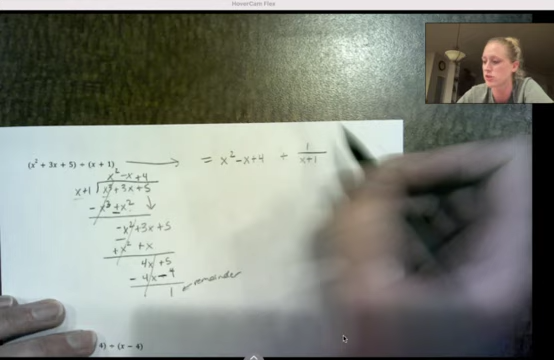 HoverCam Flex
(x³ + 3x + 5) ÷ (x + 1) → = x² - x + 4 + 1/(x+1)
x² - x + 4
x+1 x³ + 3x + 5
- x³ + x² ↓
- x² + 3x + 5
+ x² + x
4x + 5
- 4x - 4
1 or remainder
4) ÷ (x − 4)